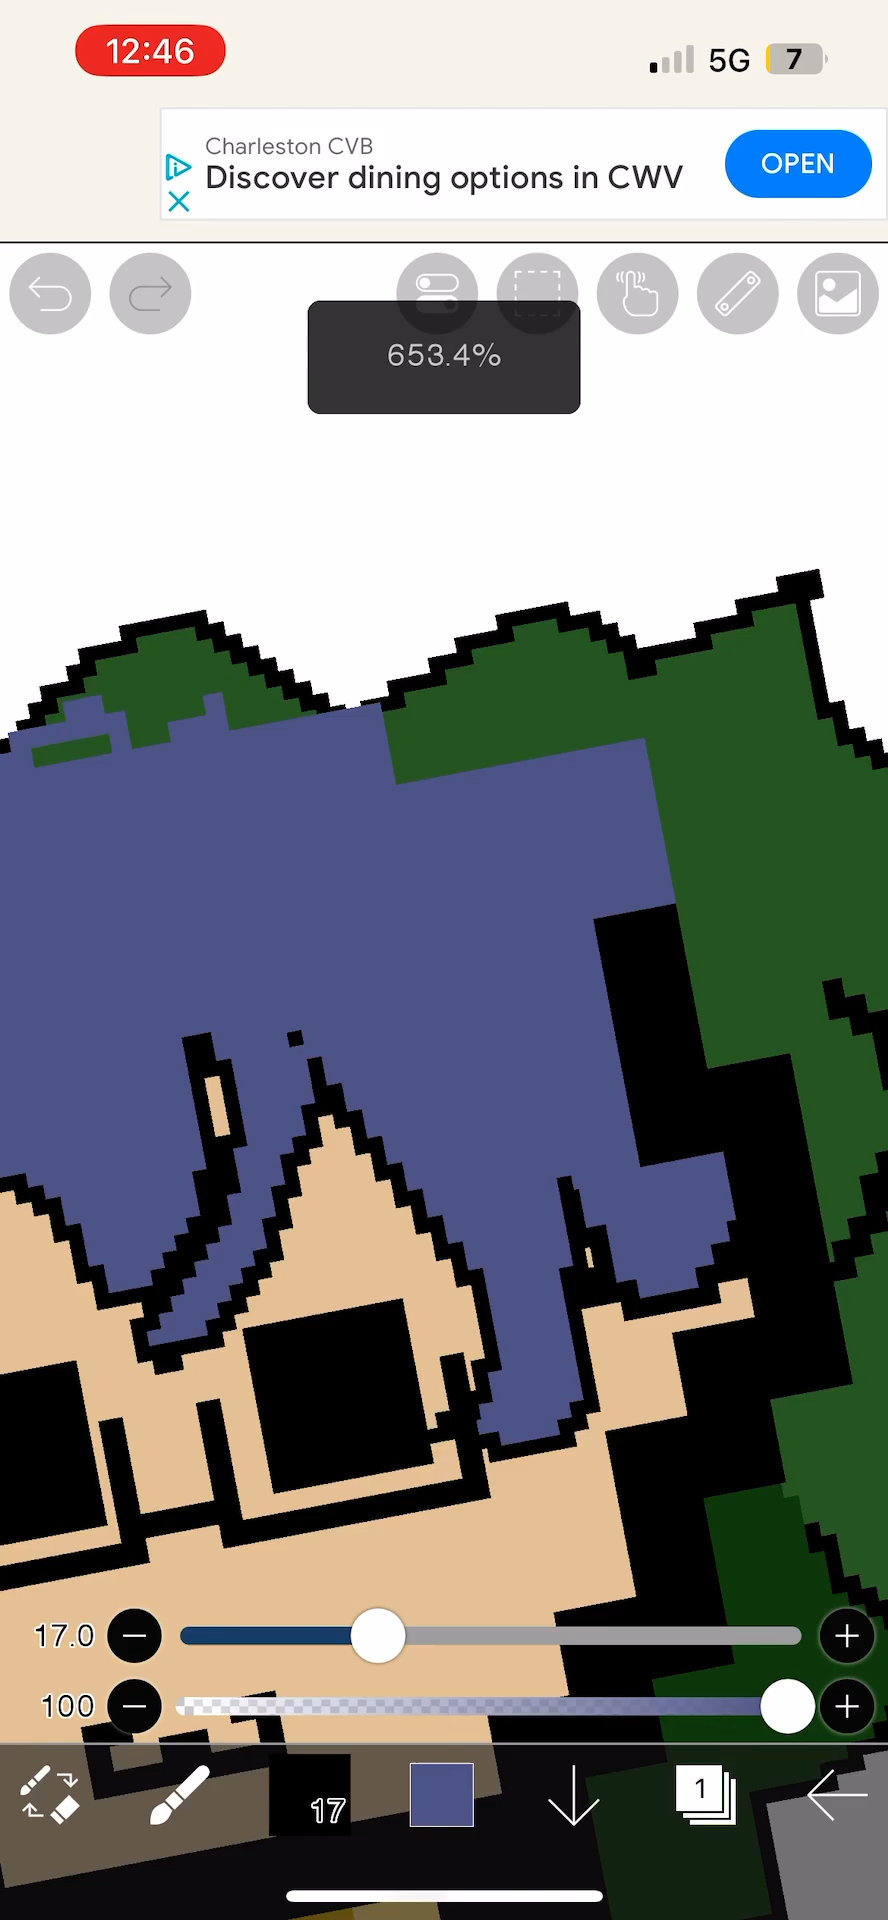 12:46
5G 7
Charleston CVB
Discover dining options in CWV
OPEN
653.4%
17.0
100
17
1